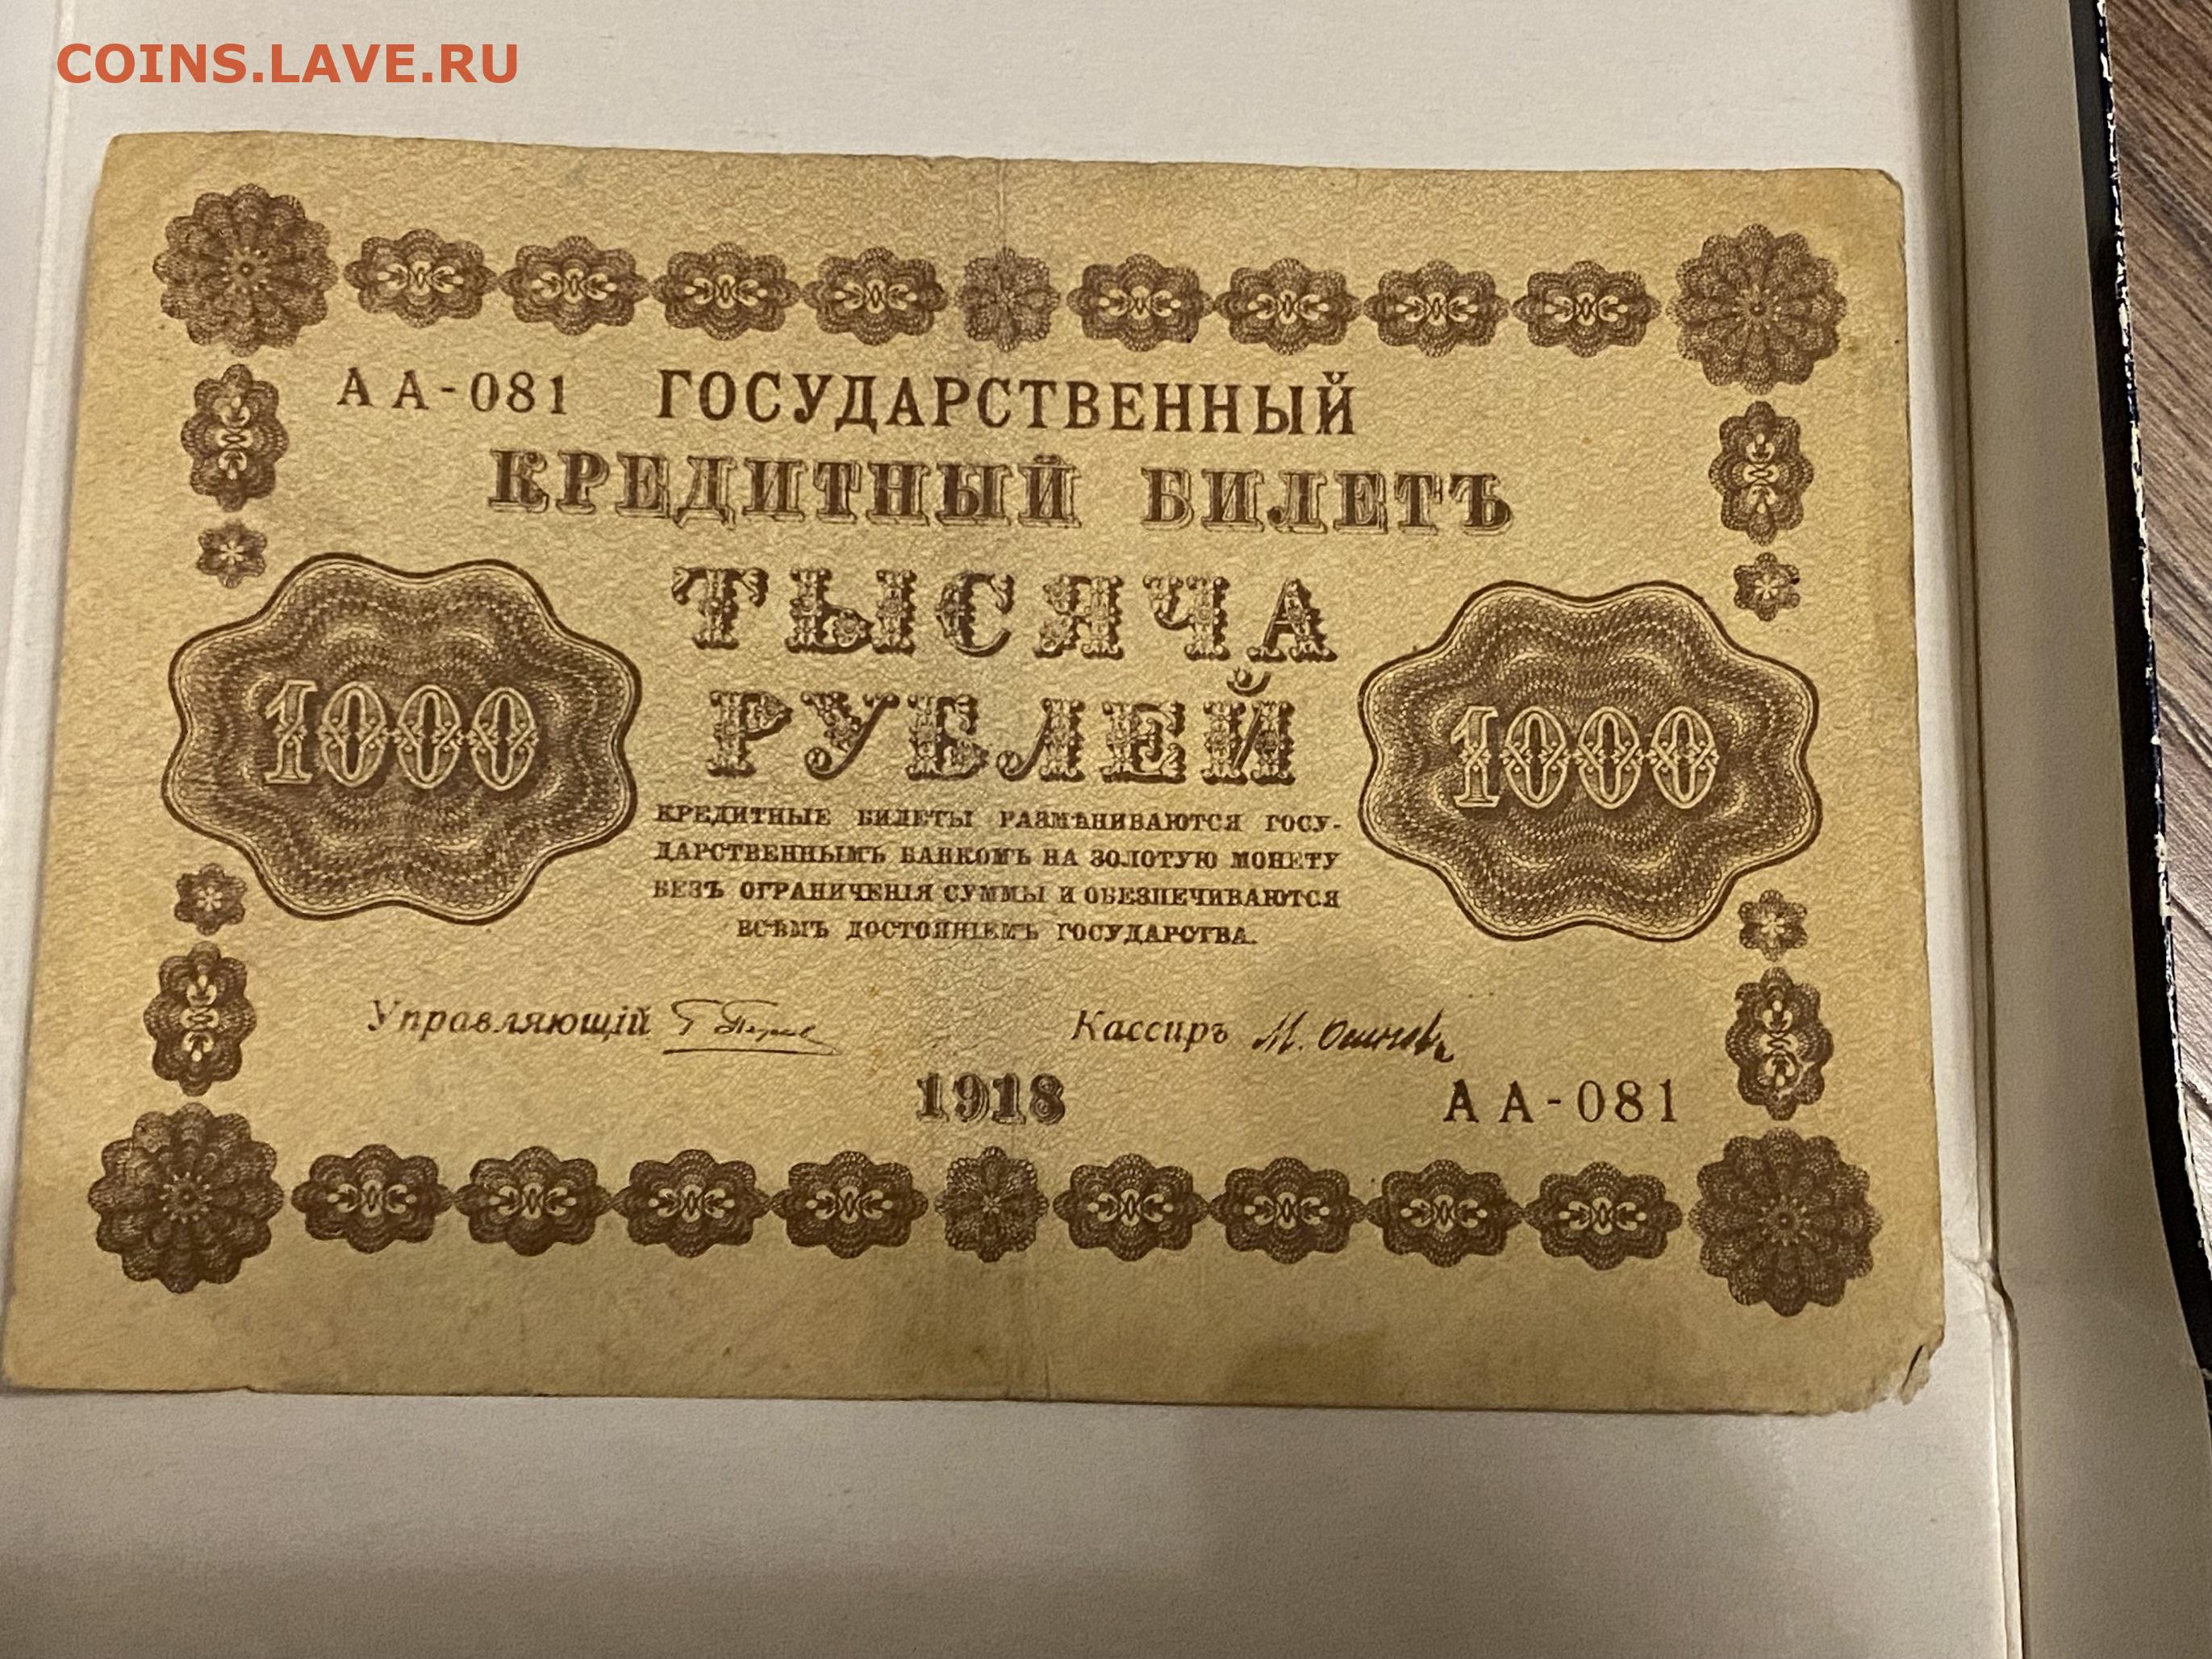 COINS.LAVE.RU
АА-081 ГОСУДАРСТВЕННЫЙ
КРЕДИТНЫЙ БИЛЕТЪ
ТЫСЯЧА
РУБЛЕЙ
1000
1000
КРЕДИТНЫЕ БИЛЕТЫ РАЗМѢНИВАЮТСЯ ГОСУ-
ДАРСТВЕННЫМЪ БАНКОМЪ НА ЗОЛОТУЮ МОНЕТУ
БЕЗЪ ОГРАНИЧЕНІЯ СУММЫ И ОБЕЗПЕЧИВАЮТСЯ
ВСѢМЪ ДОСТОЯНІЕМЪ ГОСУДАРСТВА.
Управляющій Кассиръ М. Осиповъ
1918
АА-081